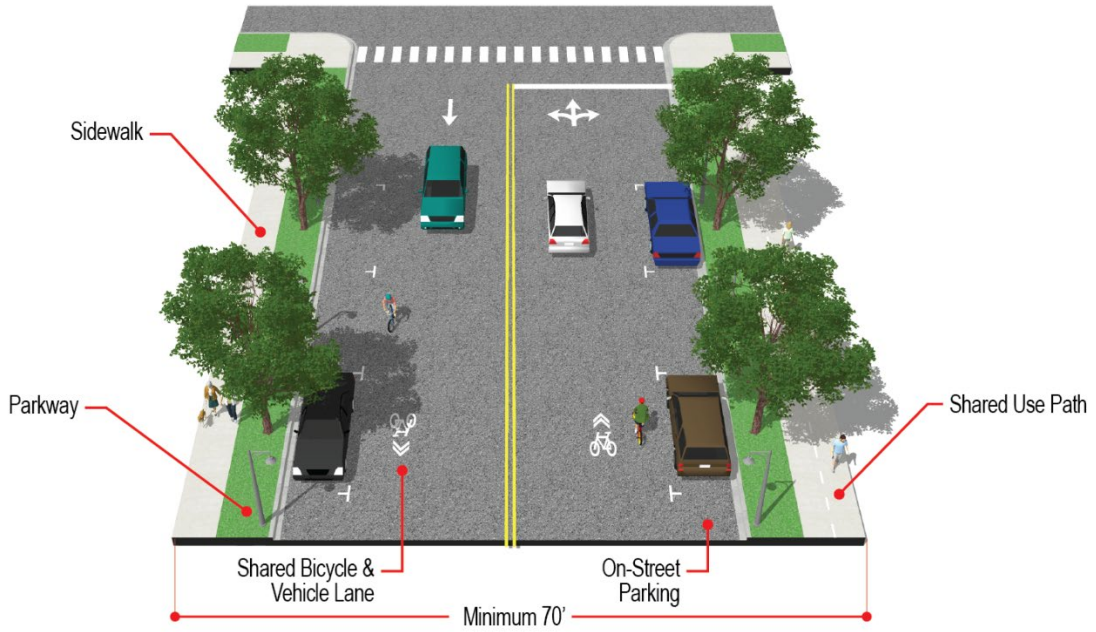 Sidewalk
Parkway
Shared Use Path
Shared Bicycle &
Vehicle Lane
On-Street
Parking
Minimum 70'